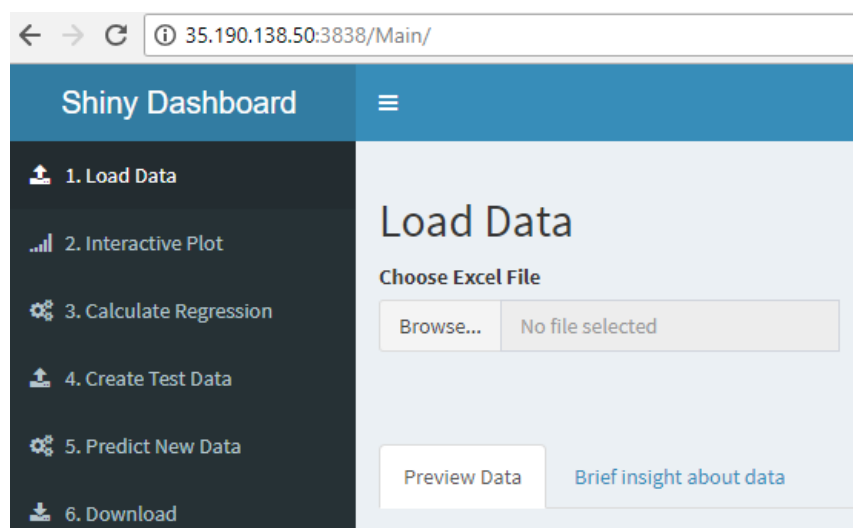 35.190.138.50:3838/Main/
Shiny Dashboard
1. Load Data
2. Interactive Plot
3. Calculate Regression
4. Create Test Data
5. Predict New Data
6. Download
Load Data
Choose Excel File
Browse... No file selected
Preview Data Brief insight about data